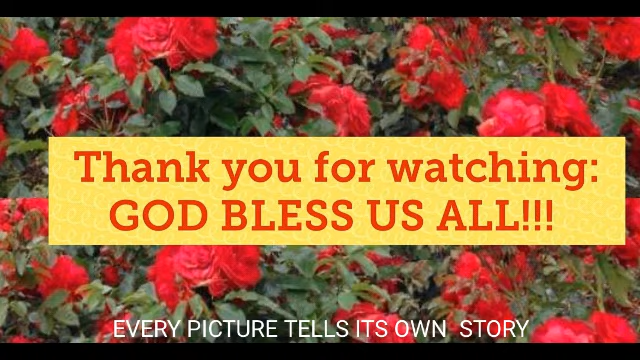 Thank you for watching:
GOD BLESS US ALL!!!
EVERY PICTURE TELLS ITS OWN  STORY